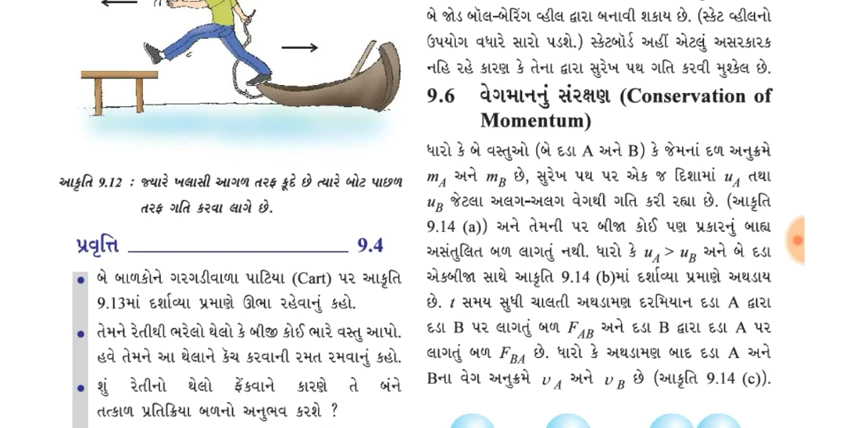 આકૃતિ 9.12 : જ્યારે ખલાસી આગળ તરફ કૂદે છે ત્યારે બોટ પાછળ
તરફ ગતિ કરવા લાગે છે.
પ્રવૃત્તિ ____________ 9.4
• બે બાળકોને ગરગડીવાળા પાટિયા (Cart) પર આકૃતિ
9.13માં દર્શાવ્યા પ્રમાણે ઊભા રહેવાનું કહો.
• તેમને રેતીથી ભરેલો થેલો કે બીજી કોઈ ભારે વસ્તુ આપો.
હવે તેમને આ થેલાને કેચ કરવાની રમત રમવાનું કહો.
• શું રેતીનો થેલો ફેંકવાને કારણે તે બંને
તત્કાળ પ્રતિક્રિયા બળનો અનુભવ કરશે ?
બે જોડ બૉલ-બેરિંગ વ્હીલ દ્વારા બનાવી શકાય છે. (સ્કેટ વ્હીલનો
ઉપયોગ વધારે સારો પડશે.) સ્કેટબૉર્ડ અહીં એટલું અસરકારક
નહિ રહે કારણ કે તેના દ્વારા સુરેખ પથ ગતિ કરવી મુશ્કેલ છે.
9.6 વેગમાનનું સંરક્ષણ (Conservation of
Momentum)
ધારો કે બે વસ્તુઓ (બે દડા A અને B) કે જેમનાં દળ અનુક્રમે
m_A અને m_B છે, સુરેખ પથ પર એક જ દિશામાં u_A તથા
u_B જેટલા અલગ-અલગ વેગથી ગતિ કરી રહ્યા છે. (આકૃતિ
9.14 (a)) અને તેમની પર બીજા કોઈ પણ પ્રકારનું બાહ્ય
અસંતુલિત બળ લાગતું નથી. ધારો કે u_A > u_B અને બે દડા
એકબીજા સાથે આકૃતિ 9.14 (b)માં દર્શાવ્યા પ્રમાણે અથડાય
છે. t સમય સુધી ચાલતી અથડામણ દરમિયાન દડા A દ્વારા
દડા B પર લાગતું બળ F_AB અને દડા B દ્વારા દડા A પર
લાગતું બળ F_BA છે. ધારો કે અથડામણ બાદ દડા A અને
Bના વેગ અનુક્રમે v_A અને v_B છે (આકૃતિ 9.14 (c)).